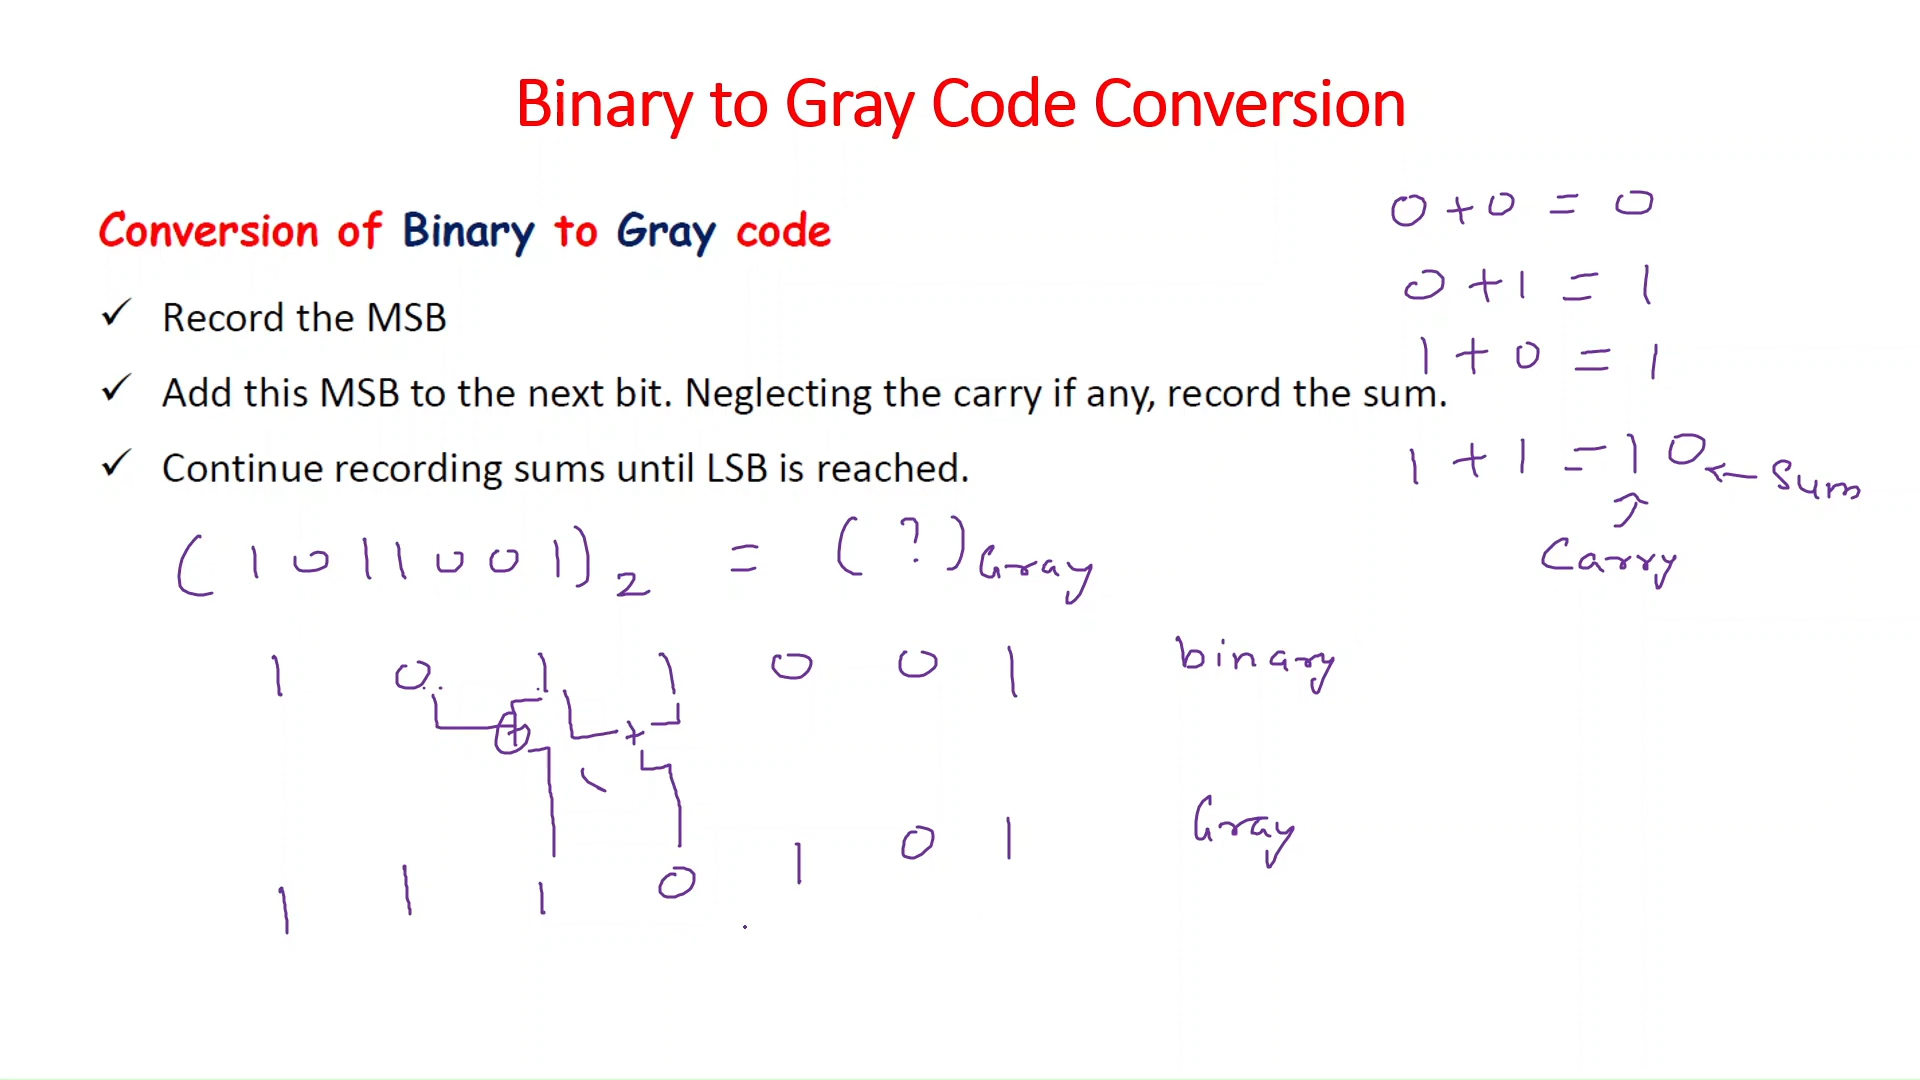 Binary to Gray Code Conversion
Conversion of Binary to Gray code
✓ Record the MSB
✓ Add this MSB to the next bit. Neglecting the carry if any, record the sum.
✓ Continue recording sums until LSB is reached.
0 + 0 = 0
0 + 1 = 1
1 + 0 = 1
1 + 1 = 1 0 ← Sum
↑
Carry
(1 0 1 1 0 0 1)2 = (?)Gray
1 0 1 1 0 0 1 binary
+ +
1 1 1 0 1 0 1 Gray